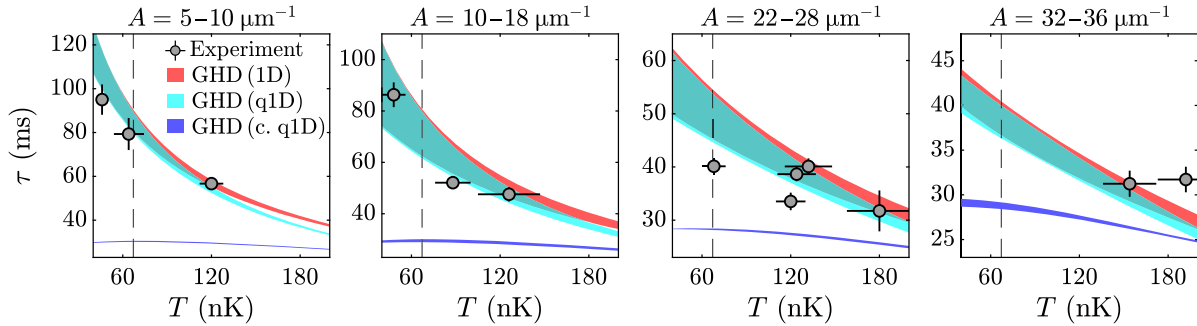 A = 5–10 μm⁻¹
A = 10–18 μm⁻¹
A = 22–28 μm⁻¹
A = 32–36 μm⁻¹
τ (ms)
120
100
80
60
40
Experiment
GHD (1D)
GHD (q1D)
GHD (c. q1D)
100
80
60
40
60
50
40
30
45
40
35
30
25
60 120 180
60 120 180
60 120 180
60 120 180
T (nK)
T (nK)
T (nK)
T (nK)